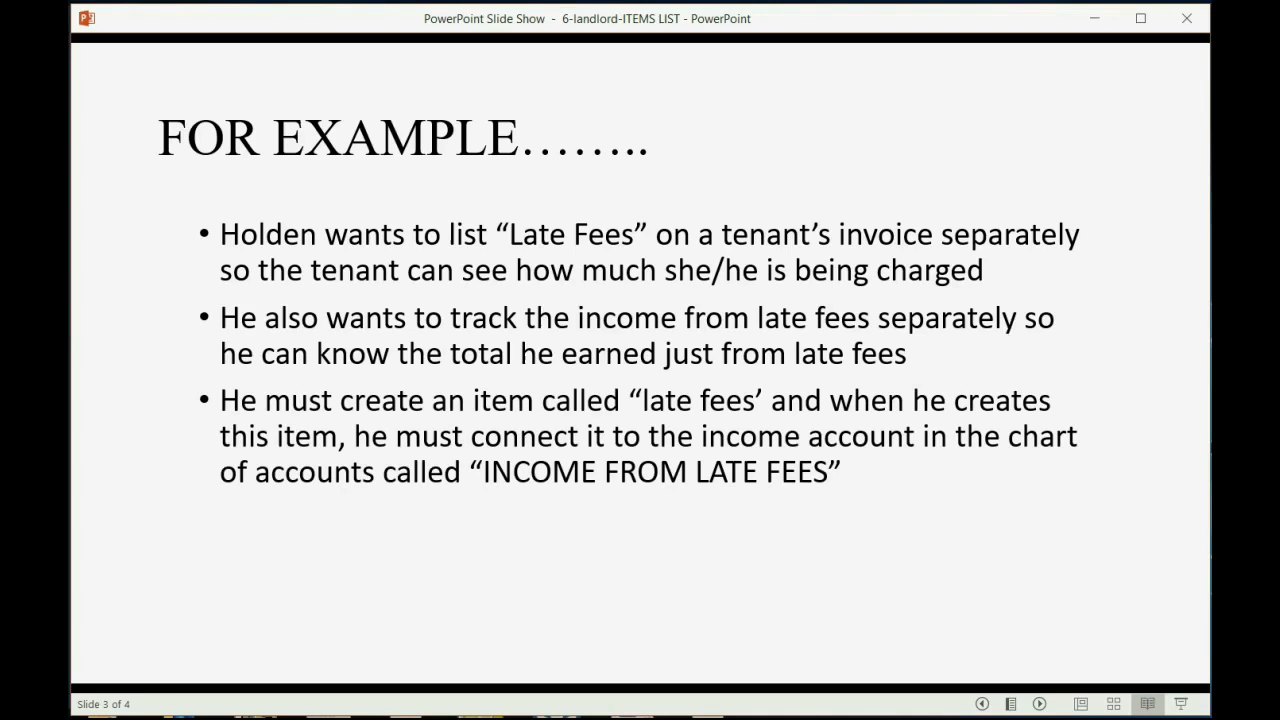 PowerPoint Slide Show - 6-landlord-ITEMS LIST - PowerPoint
FOR EXAMPLE……..
• Holden wants to list “Late Fees” on a tenant’s invoice separately
so the tenant can see how much she/he is being charged
• He also wants to track the income from late fees separately so
he can know the total he earned just from late fees
• He must create an item called “late fees’ and when he creates
this item, he must connect it to the income account in the chart
of accounts called “INCOME FROM LATE FEES”
Slide 3 of 4